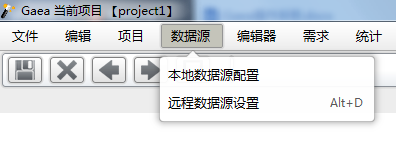 Gaea 当前项目 【project1】
文件 编辑 项目 数据源 编辑器 需求 统计
本地数据源配置
远程数据源设置 Alt+D